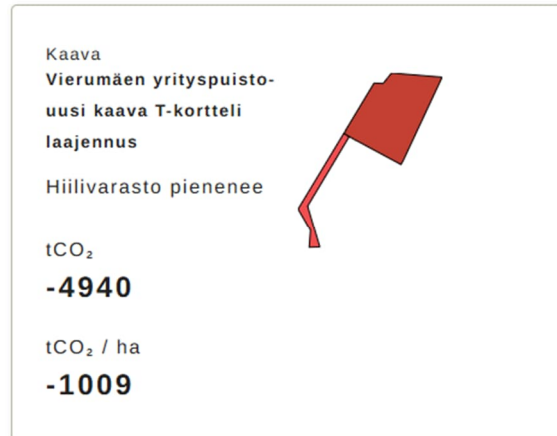 Kaava
Vierumäen yrityspuisto-
uusi kaava T-kortteli
laajennus
Hiilivarasto pienenee
tCO₂
-4940
tCO₂ / ha
-1009